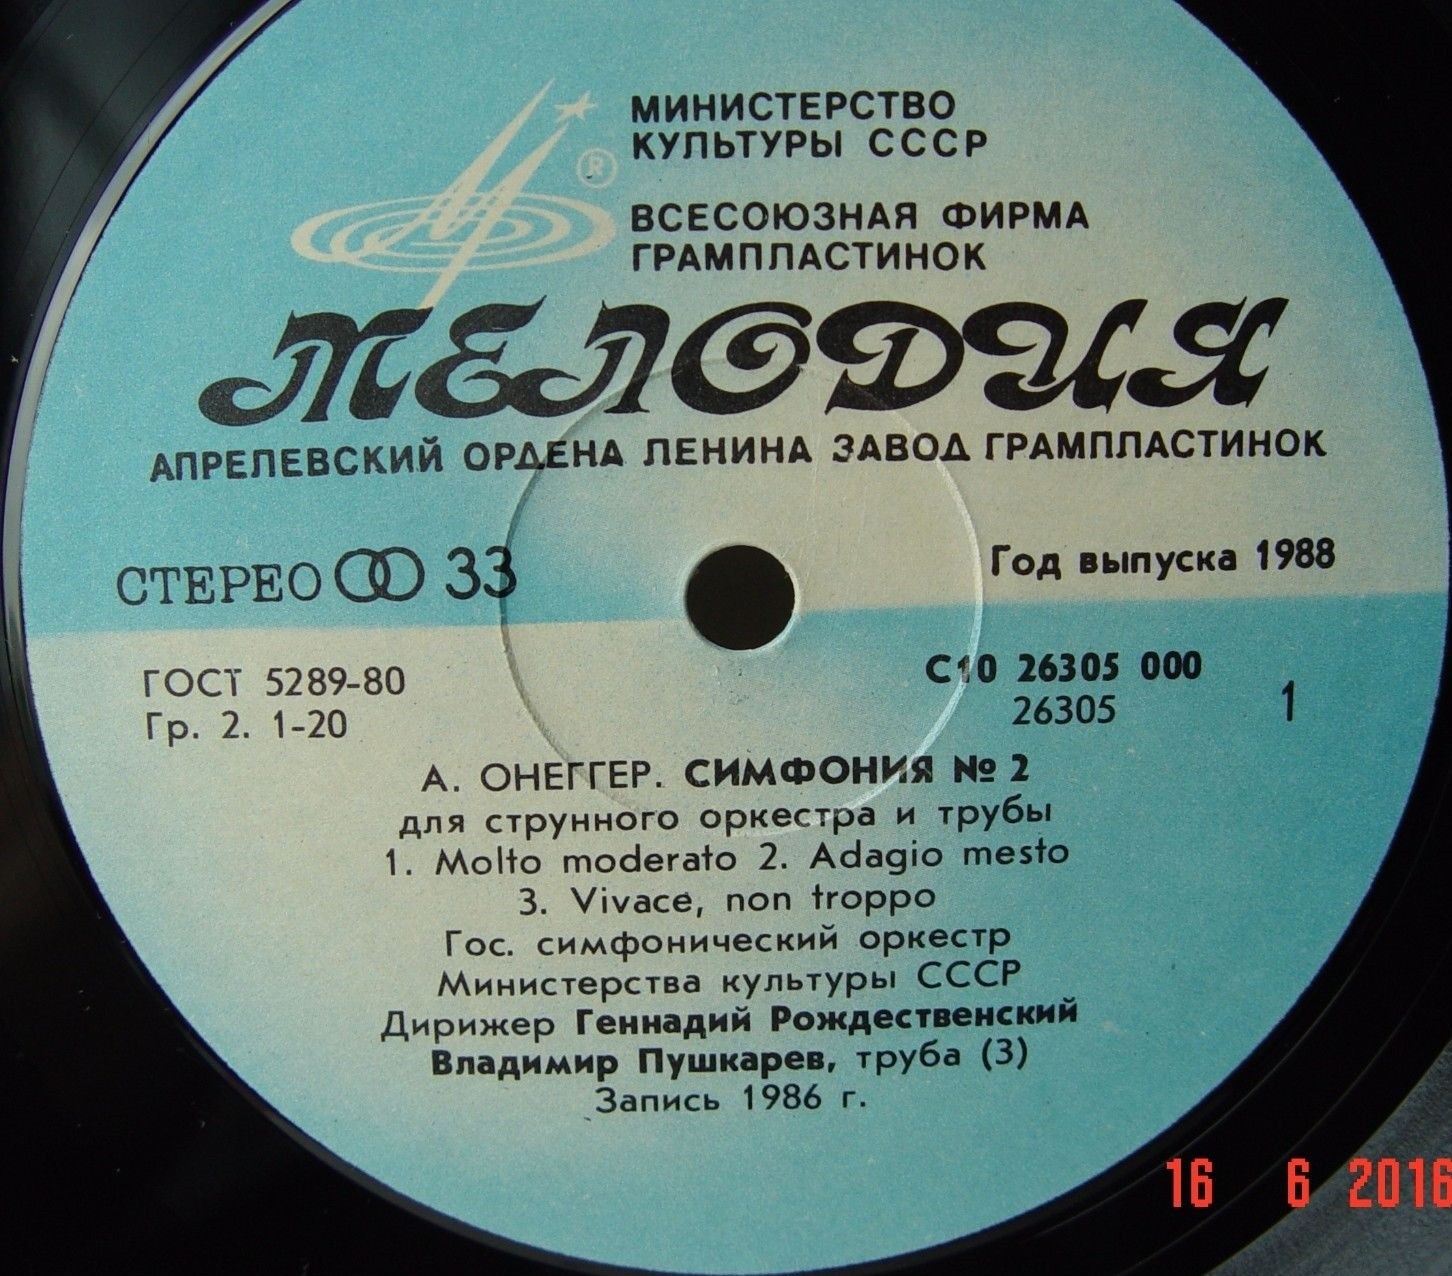 МИНИСТЕРСТВО
КУЛЬТУРЫ СССР
®
ВСЕСОЮЗНАЯ ФИРМА
ГРАМПЛАСТИНОК
МЕЛОДИЯ
АПРЕЛЕВСКИЙ ОРДЕНА ЛЕНИНА ЗАВОД ГРАМПЛАСТИНОК
СТЕРЕО 33
Год выпуска 1988
ГОСТ 5289-80
Гр. 2. 1-20
С10 26305 000
26305 1
А. ОНЕГГЕР. СИМФОНИЯ № 2
для струнного оркестра и трубы
1. Molto moderato 2. Adagio mesto
3. Vivace, non troppo
Гос. симфонический оркестр
Министерства культуры СССР
Дирижер Геннадий Рождественский
Владимир Пушкарев, труба (3)
Запись 1986 г.
16 6 2016